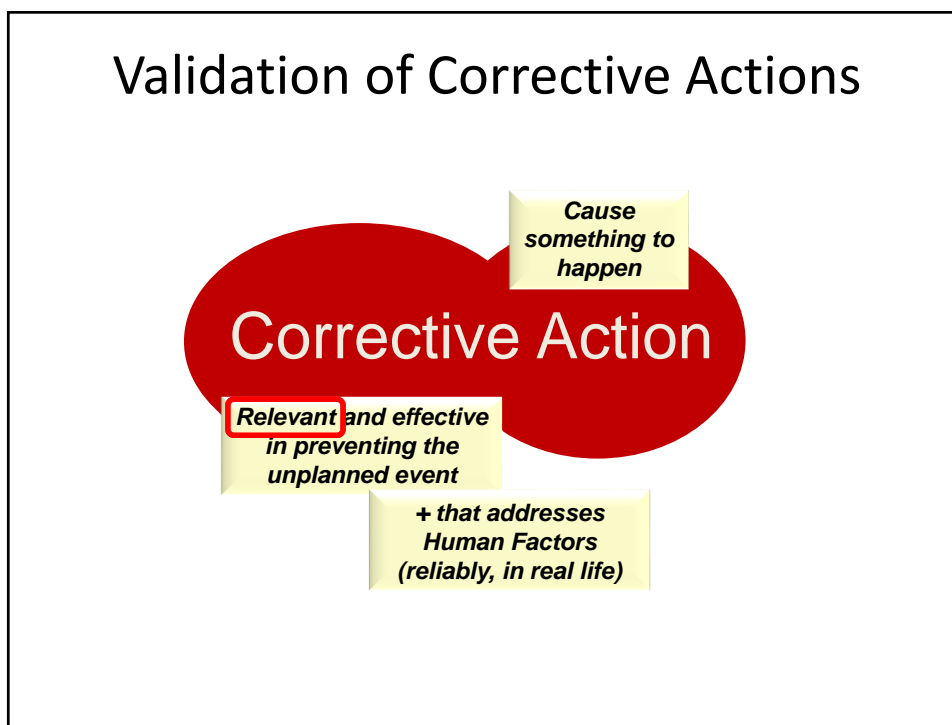 Validation of Corrective Actions
Cause
something to
happen
Corrective Action
Relevant and effective
in preventing the
unplanned event
+ that addresses
Human Factors
(reliably, in real life)